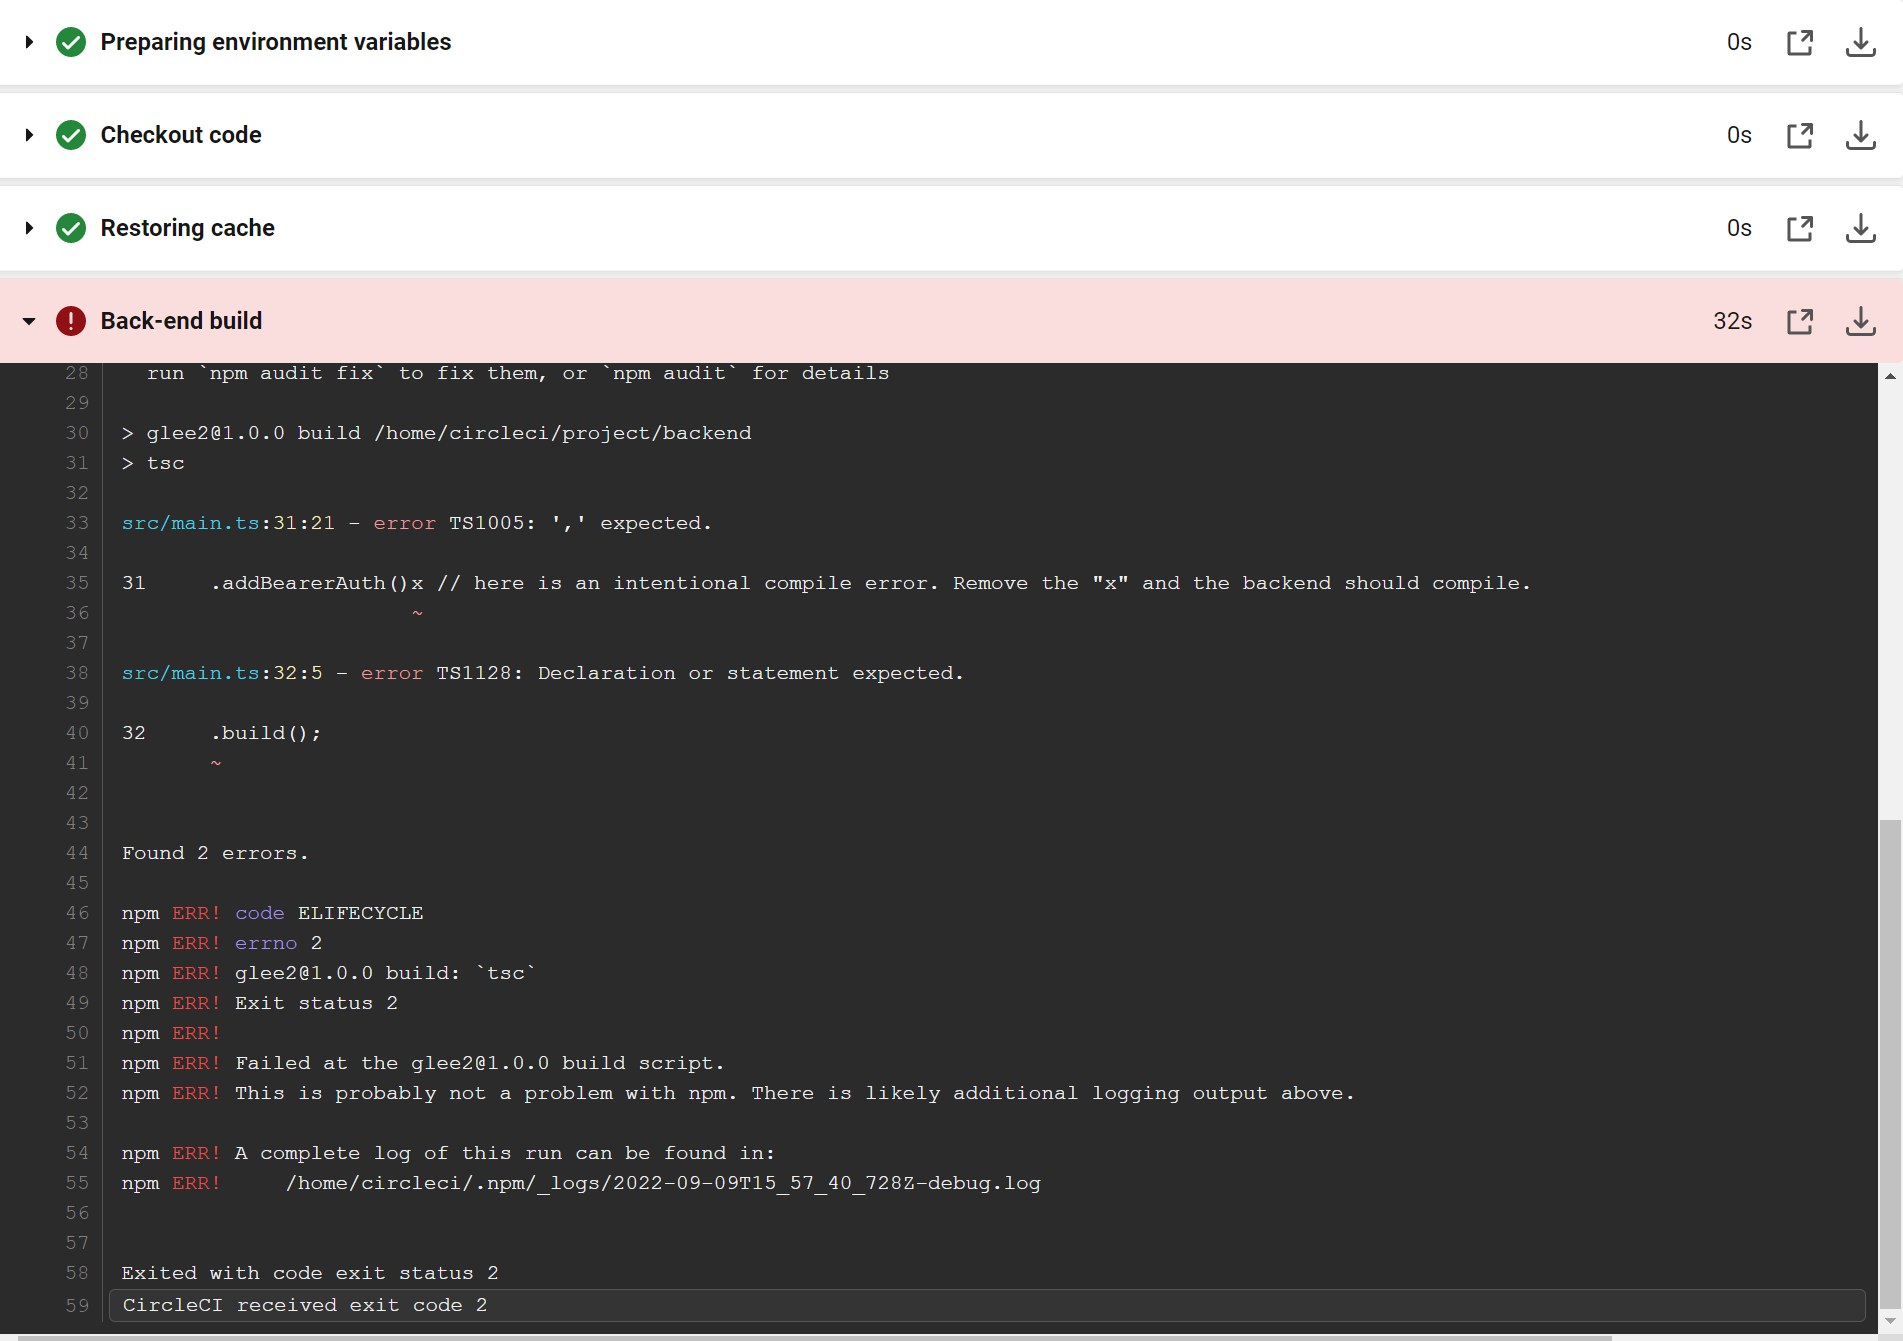 Preparing environment variables 0s
Checkout code 0s
Restoring cache 0s
Back-end build 32s
28 run `npm audit fix` to fix them, or `npm audit` for details
29
30 > glee2@1.0.0 build /home/circleci/project/backend
31 > tsc
32
33 src/main.ts:31:21 - error TS1005: ',' expected.
34
35 31     .addBearerAuth()x // here is an intentional compile error. Remove the "x" and the backend should compile.
36                        ~
37
38 src/main.ts:32:5 - error TS1128: Declaration or statement expected.
39
40 32     .build();
41        ~
42
43
44 Found 2 errors.
45
46 npm ERR! code ELIFECYCLE
47 npm ERR! errno 2
48 npm ERR! glee2@1.0.0 build: `tsc`
49 npm ERR! Exit status 2
50 npm ERR!
51 npm ERR! Failed at the glee2@1.0.0 build script.
52 npm ERR! This is probably not a problem with npm. There is likely additional logging output above.
53
54 npm ERR! A complete log of this run can be found in:
55 npm ERR!     /home/circleci/.npm/_logs/2022-09-09T15_57_40_728Z-debug.log
56
57
58 Exited with code exit status 2
59 CircleCI received exit code 2